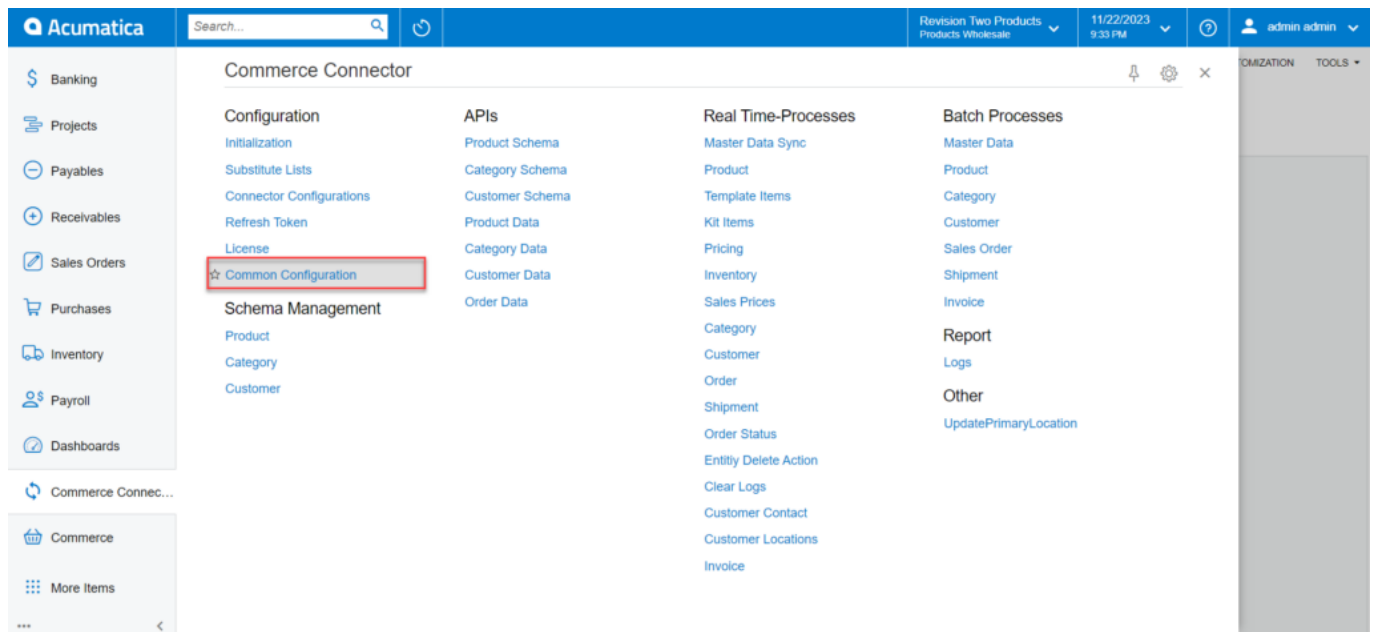 Acumatica
Search...
Revision Two Products
Products Wholesale
11/22/2023
9:33 PM
admin admin
Banking
Projects
Payables
Receivables
Sales Orders
Purchases
Inventory
Payroll
Dashboards
Commerce Connec...
Commerce
More Items
Commerce Connector
Configuration
Initialization
Substitute Lists
Connector Configurations
Refresh Token
License
Common Configuration
Schema Management
Product
Category
Customer
APIs
Product Schema
Category Schema
Customer Schema
Product Data
Category Data
Customer Data
Order Data
Real Time-Processes
Master Data Sync
Product
Template Items
Kit Items
Pricing
Inventory
Sales Prices
Category
Customer
Order
Shipment
Order Status
Entitiy Delete Action
Clear Logs
Customer Contact
Customer Locations
Invoice
Batch Processes
Master Data
Product
Category
Customer
Sales Order
Shipment
Invoice
Report
Logs
Other
UpdatePrimaryLocation
TOMIZATION TOOLS